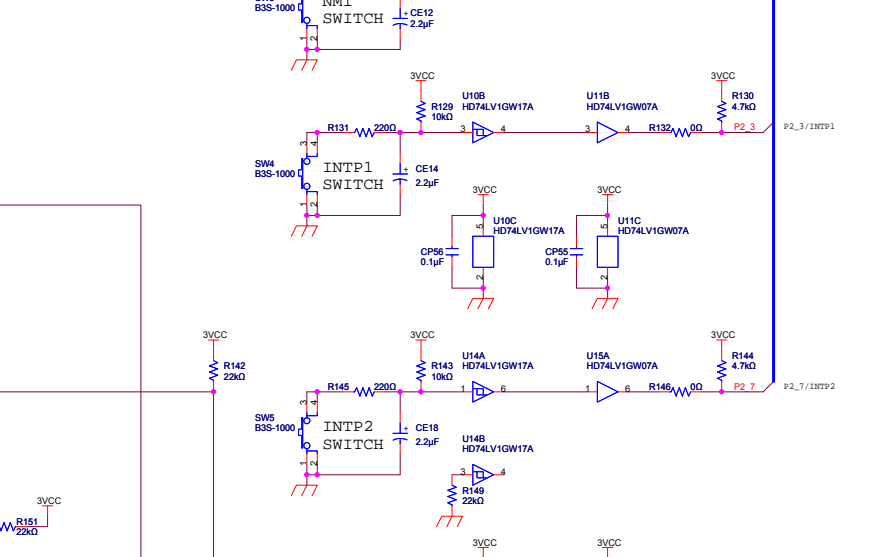 NMI
B3S-1000
SWITCH
CE12
2.2µF
1
2
3VCC
3VCC
R129
10kΩ
U10B
HD74LV1GW17A
U11B
HD74LV1GW07A
R130
4.7kΩ
R131
220Ω
3
4
3
4
R132
0Ω
P2_3
P2_3/INTP1
3
4
SW4
B3S-1000
INTP1
SWITCH
CE14
2.2µF
1
2
3VCC
3VCC
5
U10C
HD74LV1GW17A
5
U11C
HD74LV1GW07A
CP56
0.1µF
CP55
0.1µF
2
2
3VCC
3VCC
3VCC
R142
22kΩ
R143
10kΩ
U14A
HD74LV1GW17A
U15A
HD74LV1GW07A
R144
4.7kΩ
R145
220Ω
1
6
1
6
R146
0Ω
P2_7
P2_7/INTP2
3
4
SW5
B3S-1000
INTP2
SWITCH
CE18
2.2µF
1
2
U14B
HD74LV1GW17A
3
4
R149
22kΩ
3VCC
R151
22kΩ
3VCC
3VCC